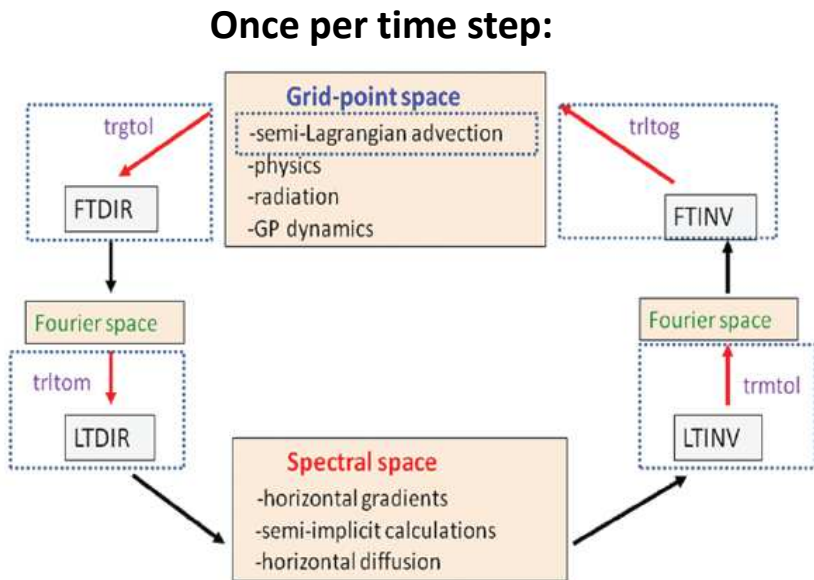 Once per time step:
Grid-point space
-semi-Lagrangian advection
-physics
-radiation
-GP dynamics
trgtol
FTDIR
Fourier space
trltom
LTDIR
Spectral space
-horizontal gradients
-semi-implicit calculations
-horizontal diffusion
LTINV
trmtol
Fourier space
FTINV
trltog